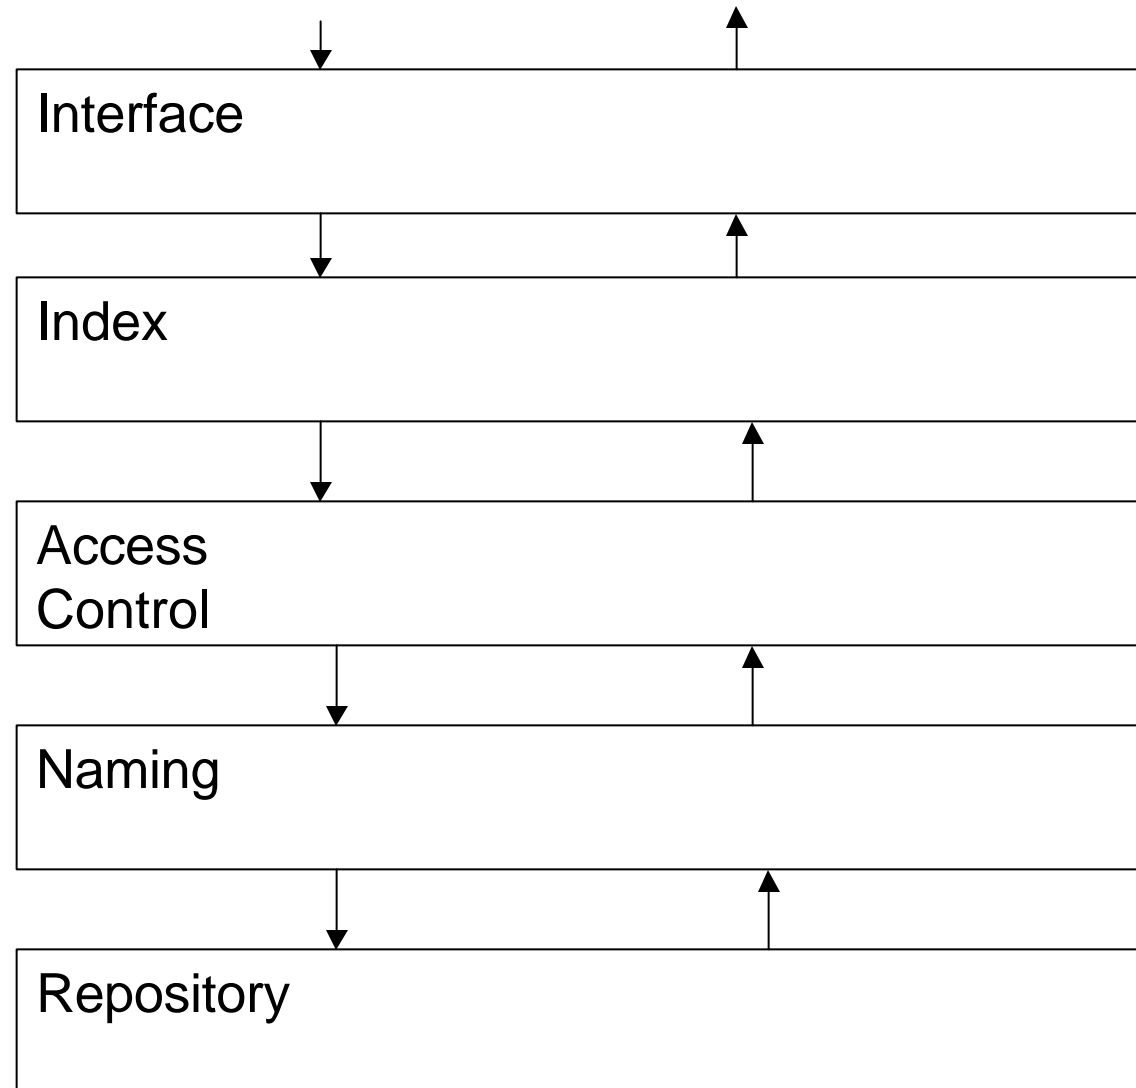 Interface
Index
Access
Control
Naming
Repository